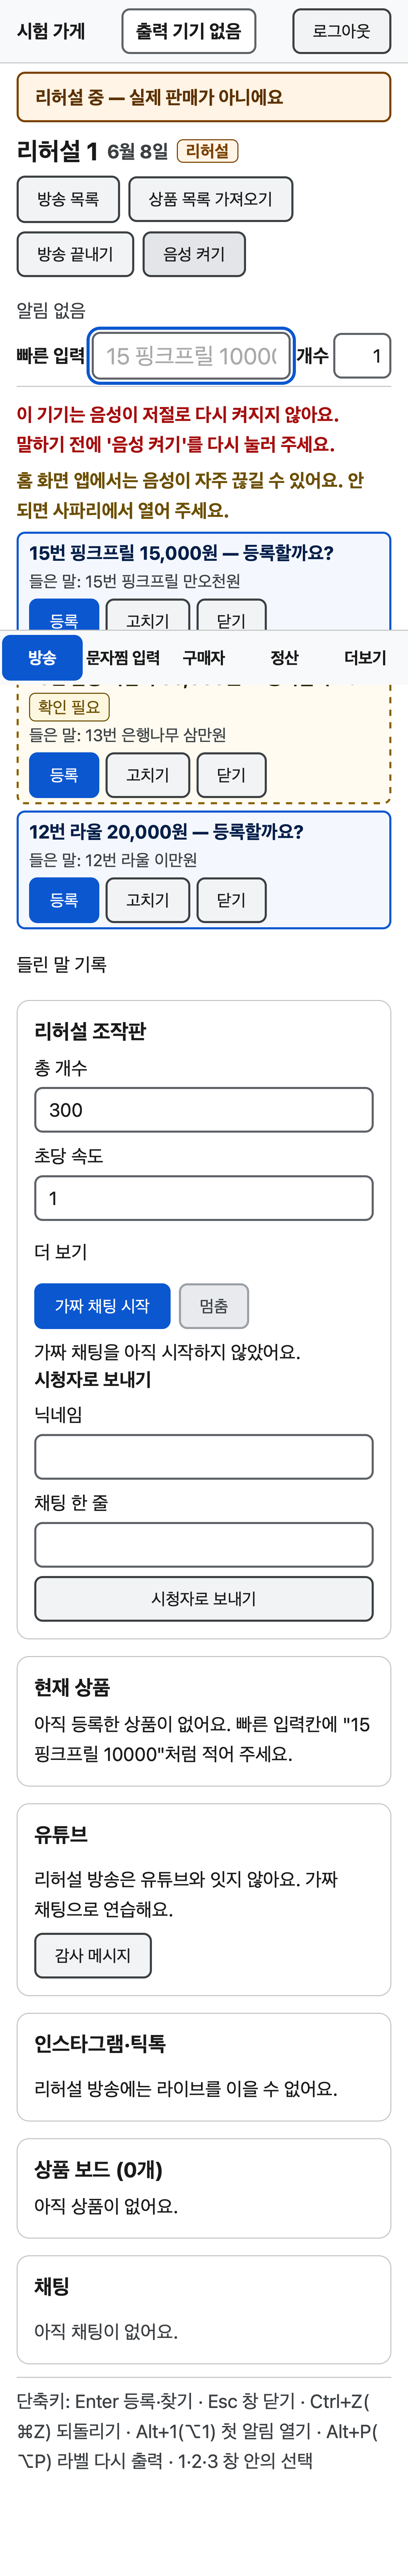 시험 가게
출력 기기 없음
로그아웃
리허설 중 — 실제 판매가 아니에요
리허설 1 6월 8일 리허설
방송 목록
상품 목록 가져오기
방송 끝내기
음성 켜기
알림 없음
빠른 입력
15 핑크프릴 1000
개수
1
이 기기는 음성이 저절로 다시 켜지지 않아요.
말하기 전에 '음성 켜기'를 다시 눌러 주세요.
홈 화면 앱에서는 음성이 자주 끊길 수 있어요. 안
되면 사파리에서 열어 주세요.
15번 핑크프릴 15,000원 — 등록할까요?
들은 말: 15번 핑크프릴 만오천원
등록
고치기
닫기
방송
문자찜 입력
구매자
정산
더보기
확인 필요
들은 말: 13번 은행나무 삼만원
등록
고치기
닫기
12번 라울 20,000원 — 등록할까요?
들은 말: 12번 라울 이만원
등록
고치기
닫기
들린 말 기록
리허설 조작판
총 개수
300
초당 속도
1
더 보기
가짜 채팅 시작
멈춤
가짜 채팅을 아직 시작하지 않았어요.
시청자로 보내기
닉네임
채팅 한 줄
시청자로 보내기
현재 상품
아직 등록한 상품이 없어요. 빠른 입력칸에 "15
핑크프릴 10000"처럼 적어 주세요.
유튜브
리허설 방송은 유튜브와 잇지 않아요. 가짜
채팅으로 연습해요.
감사 메시지
인스타그램·틱톡
리허설 방송에는 라이브를 이을 수 없어요.
상품 보드 (0개)
아직 상품이 없어요.
채팅
아직 채팅이 없어요.
단축키: Enter 등록·찾기 · Esc 창 닫기 · Ctrl+Z(
⌘Z) 되돌리기 · Alt+1(⌥1) 첫 알림 열기 · Alt+P(
⌥P) 라벨 다시 출력 · 1·2·3 창 안의 선택